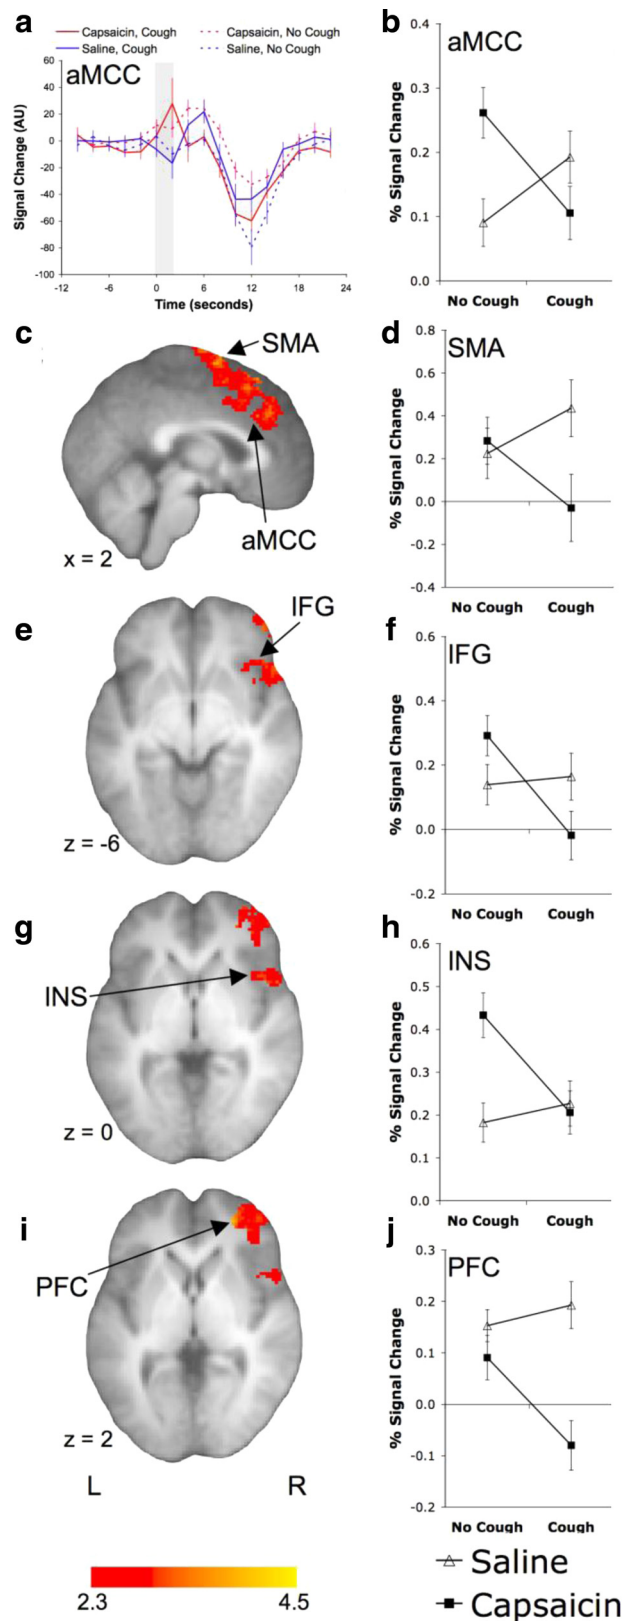 a
Capsaicin, Cough
Capsaicin, No Cough
Saline, Cough
Saline, No Cough
aMCC
Signal Change (AU)
60
40
20
0
-20
-40
-60
-80
-100
-12 -6 0 6 12 18 24
Time (seconds)
b
aMCC
% Signal Change
0.4
0.3
0.2
0.1
0.0
No Cough Cough
c
SMA
aMCC
x = 2
d
SMA
% Signal Change
0.8
0.6
0.4
0.2
0.0
-0.2
-0.4
No Cough Cough
e
IFG
z = -6
f
IFG
% Signal Change
0.6
0.4
0.2
0.0
-0.2
No Cough Cough
g
INS
z = 0
h
INS
% Signal Change
0.6
0.5
0.4
0.3
0.2
0.1
0.0
No Cough Cough
i
PFC
z = 2
L R
j
PFC
% Signal Change
0.3
0.2
0.1
0.0
-0.1
-0.2
No Cough Cough
2.3 4.5
Saline
Capsaicin